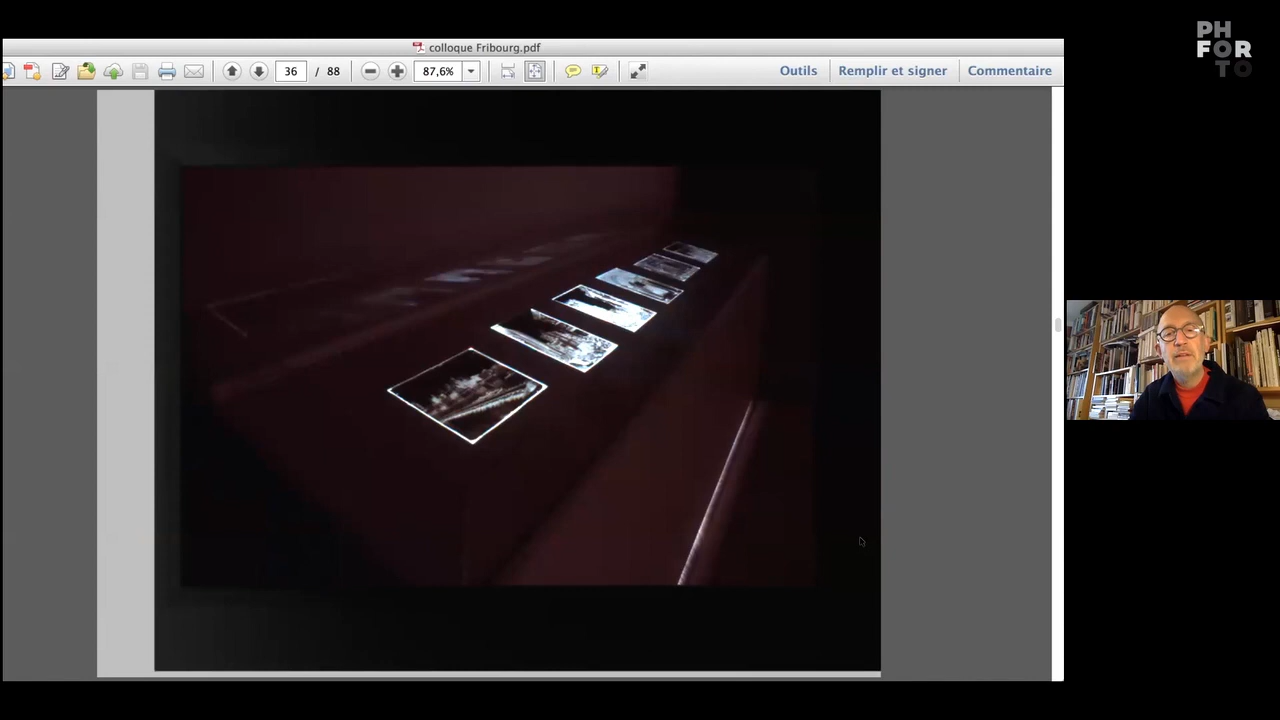 colloque Fribourg.pdf
36 / 88
87,6%
Outils
Remplir et signer
Commentaire
PH
FOR
TO